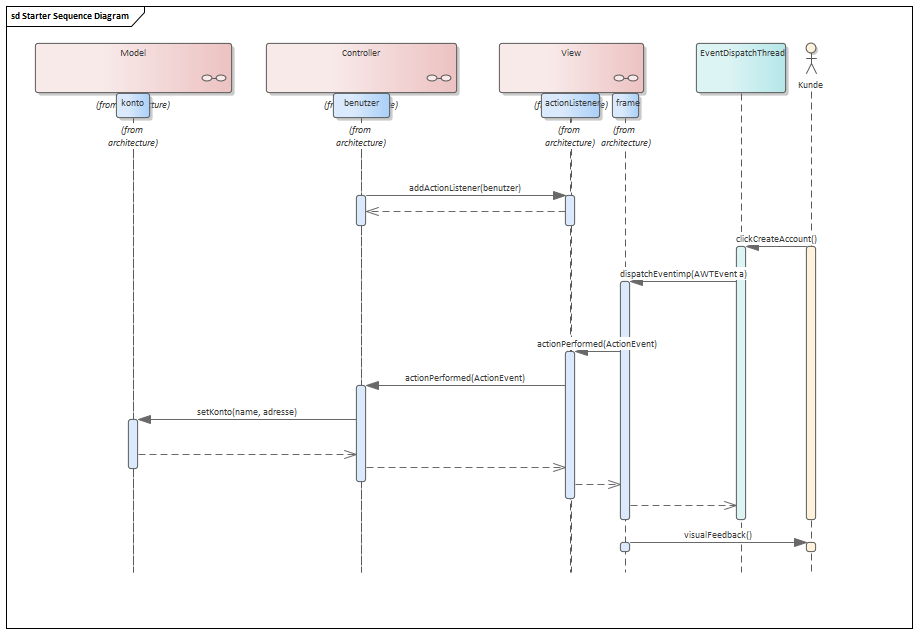 sd Starter Sequence Diagram
Model
Controller
View
EventDispatchThread
Kunde
konto
benutzer
actionListener
frame
(from
architecture)
(from
architecture)
(from
architecture)
(from
architecture)
addActionListener(benutzer)
clickCreateAccount()
dispatchEventimp(AWTEvent a)
actionPerformed(ActionEvent)
actionPerformed(ActionEvent)
setKonto(name, adresse)
visualFeedback()